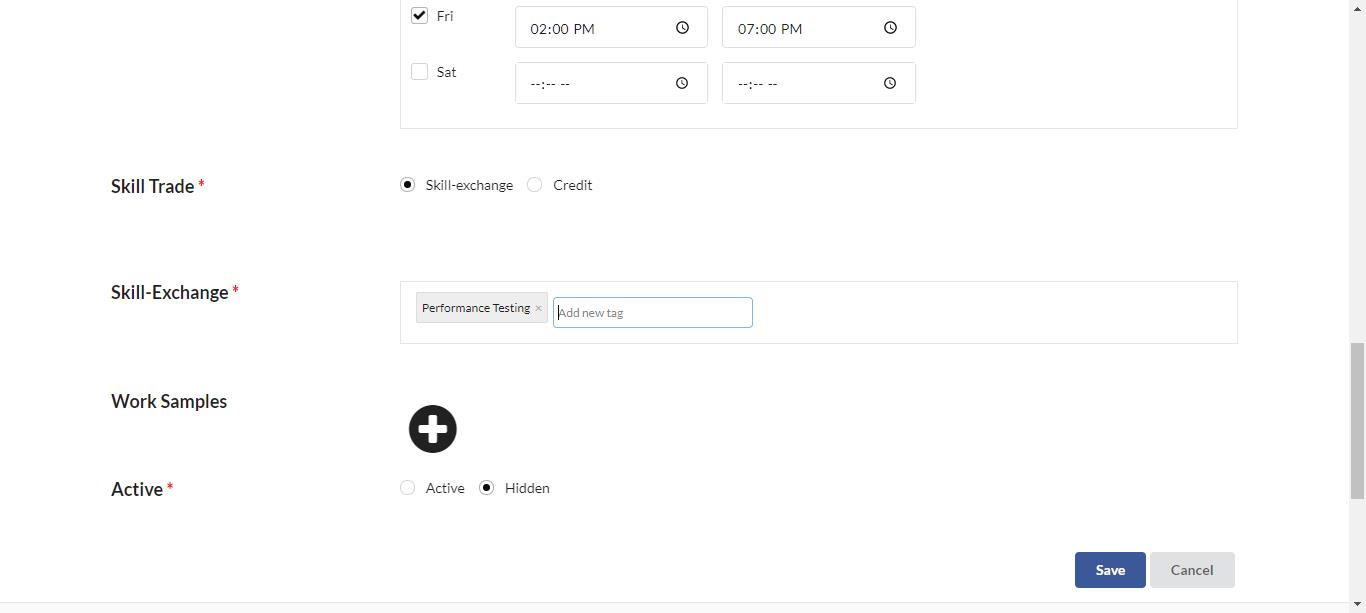 Fri 02:00 PM 07:00 PM
Sat --:-- -- --:-- --
Skill Trade * Skill-exchange Credit
Skill-Exchange * Performance Testing × Add new tag
Work Samples
Active * Active Hidden
Save Cancel